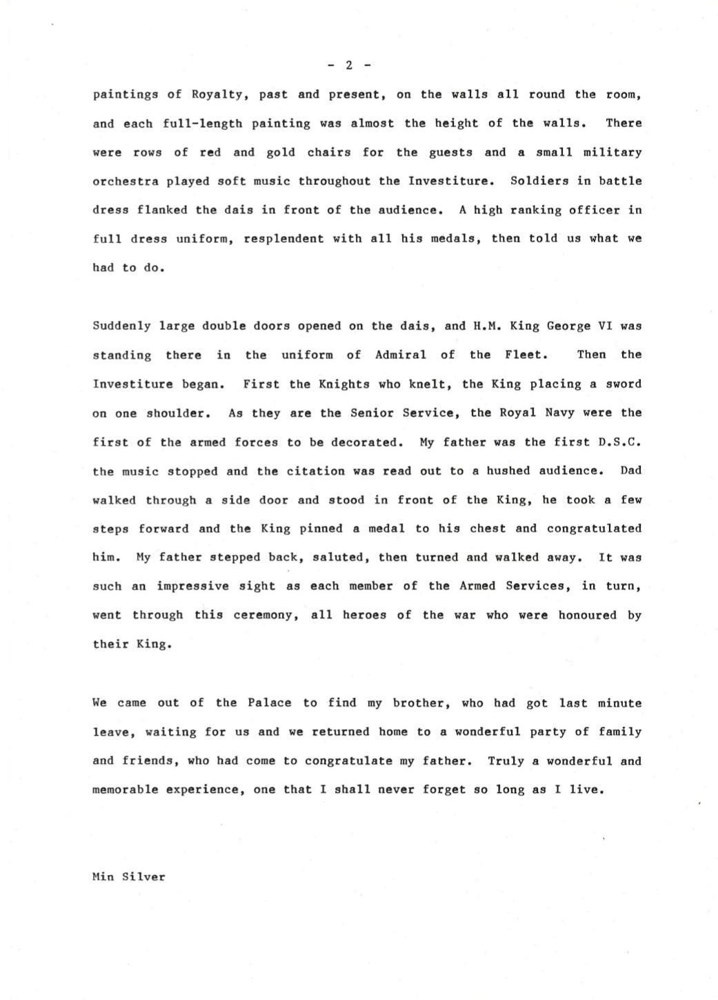 - 2 -
paintings of Royalty, past and present, on the walls all round the room,
and each full-length painting was almost the height of the walls. There
were rows of red and gold chairs for the guests and a small military
orchestra played soft music throughout the Investiture. Soldiers in battle
dress flanked the dais in front of the audience. A high ranking officer in
full dress uniform, resplendent with all his medals, then told us what we
had to do.
Suddenly large double doors opened on the dais, and H.M. King George VI was
standing there in the uniform of Admiral of the Fleet. Then the
Investiture began. First the Knights who knelt, the King placing a sword
on one shoulder. As they are the Senior Service, the Royal Navy were the
first of the armed forces to be decorated. My father was the first D.S.C.
the music stopped and the citation was read out to a hushed audience. Dad
walked through a side door and stood in front of the King, he took a few
steps forward and the King pinned a medal to his chest and congratulated
him. My father stepped back, saluted, then turned and walked away. It was
such an impressive sight as each member of the Armed Services, in turn,
went through this ceremony, all heroes of the war who were honoured by
their King.
We came out of the Palace to find my brother, who had got last minute
leave, waiting for us and we returned home to a wonderful party of family
and friends, who had come to congratulate my father. Truly a wonderful and
memorable experience, one that I shall never forget so long as I live.
Min Silver